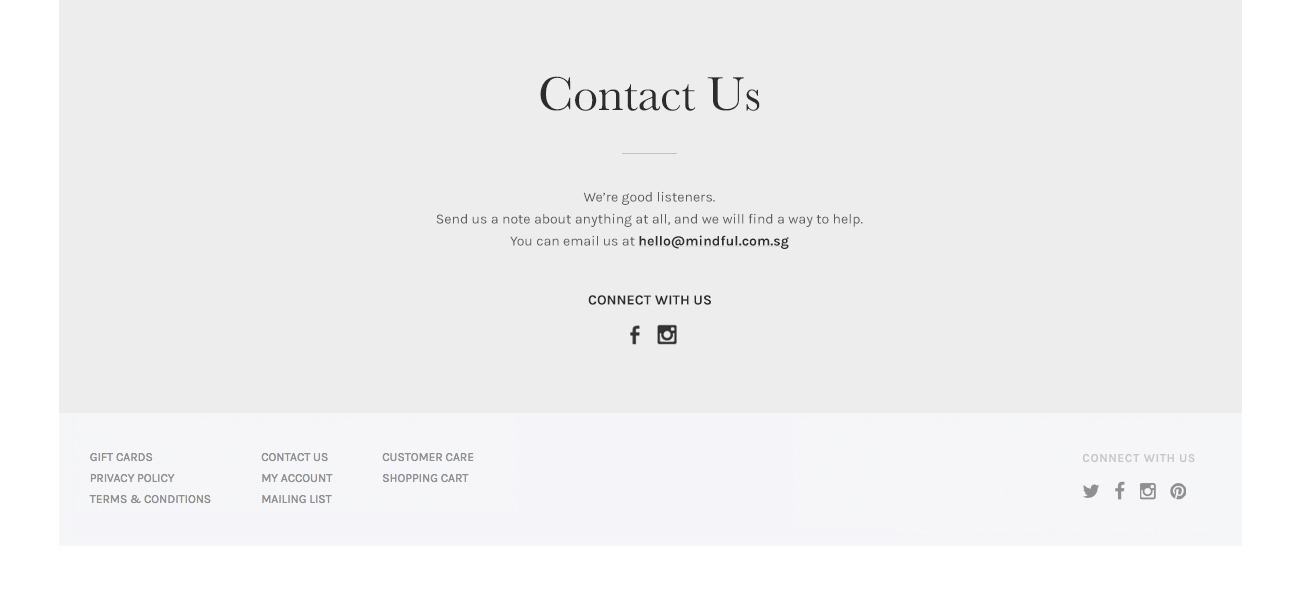 Contact Us
We're good listeners.
Send us a note about anything at all, and we will find a way to help.
You can email us at hello@mindful.com.sg
CONNECT WITH US
GIFT CARDS
PRIVACY POLICY
TERMS & CONDITIONS
CONTACT US
MY ACCOUNT
MAILING LIST
CUSTOMER CARE
SHOPPING CART
CONNECT WITH US